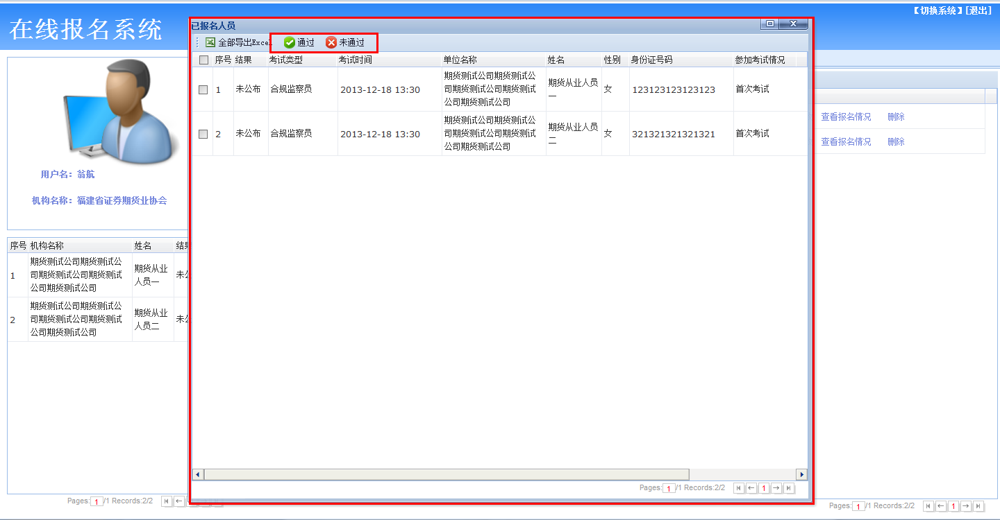 【切换系统】[退出]
在线报名系统
用户名：翁航
机构名称：福建省证券期货业协会
序号 机构名称 姓名 结果
1 期货测试公司期货测试公 期货从业 未公
司期货测试公司期货测试 人员一
公司期货测试公司
2 期货测试公司期货测试公 期货从业 未公
司期货测试公司期货测试 人员二
公司期货测试公司
Pages: 1 /1 Records:2/2
已报名人员
全部导出Excel 通过 未通过
序号 结果 考试类型 考试时间 单位名称 姓名 性别 身份证号码 参加考试情况
1 未公布 合规监察员 2013-12-18 13:30 期货测试公司期货测试公 期货从业人员 女 123123123123123 首次考试
司期货测试公司期货测试 一
公司期货测试公司
2 未公布 合规监察员 2013-12-18 13:30 期货测试公司期货测试公 期货从业人员 女 321321321321321 首次考试
司期货测试公司期货测试 二
公司期货测试公司
Pages: 1 /1 Records:2/2 1
查看报名情况 删除
查看报名情况 删除
Pages: 1 /1 Records:2/2 1